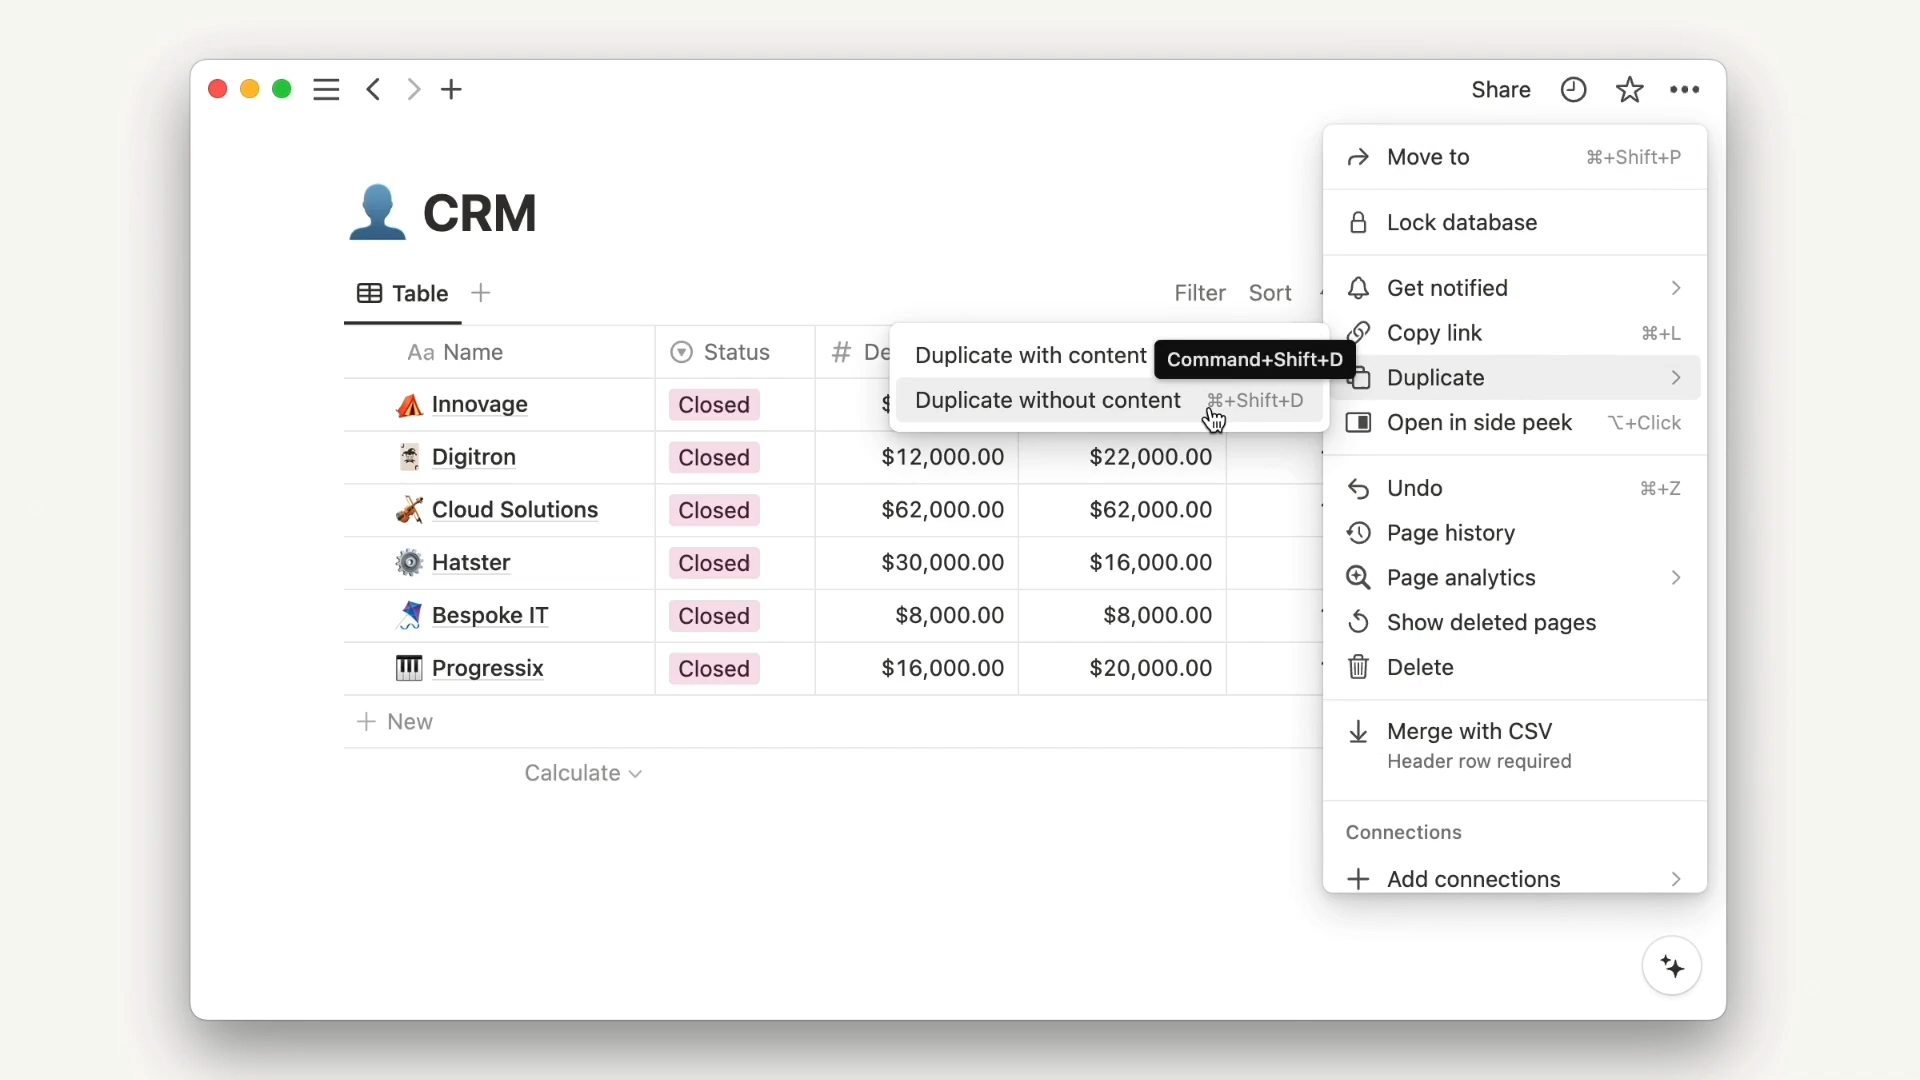 Share
CRM
Table
Filter Sort
Aa Name Status # De
Innovage Closed $
Digitron Closed $12,000.00 $22,000.00
Cloud Solutions Closed $62,000.00 $62,000.00
Hatster Closed $30,000.00 $16,000.00
Bespoke IT Closed $8,000.00 $8,000.00
Progressix Closed $16,000.00 $20,000.00
+ New
Calculate
Duplicate with content
Command+Shift+D
Duplicate without content ⌘+Shift+D
Move to ⌘+Shift+P
Lock database
Get notified
Copy link ⌘+L
Duplicate
Open in side peek ⌥+Click
Undo ⌘+Z
Page history
Page analytics
Show deleted pages
Delete
Merge with CSV
Header row required
Connections
+ Add connections